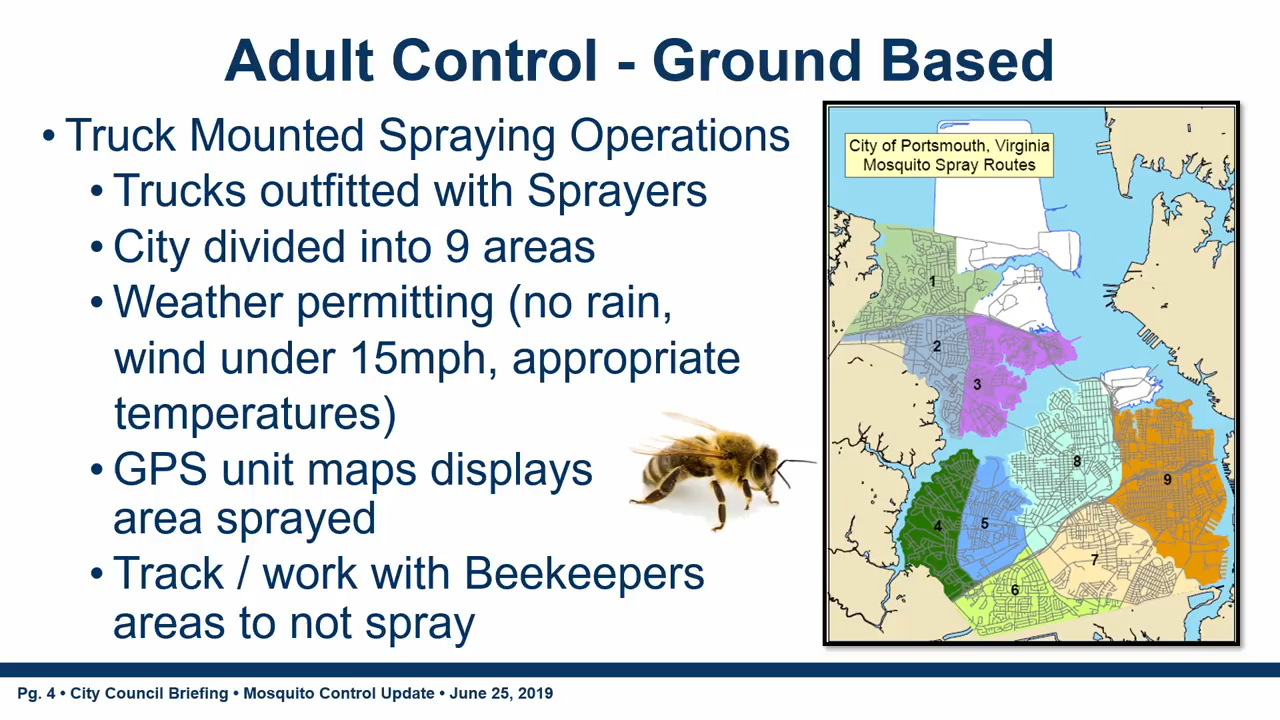 Adult Control - Ground Based
• Truck Mounted Spraying Operations
• Trucks outfitted with Sprayers
• City divided into 9 areas
• Weather permitting (no rain,
wind under 15mph, appropriate
temperatures)
• GPS unit maps displays
area sprayed
• Track / work with Beekeepers
areas to not spray
City of Portsmouth, Virginia
Mosquito Spray Routes
1
2
3
8
9
4
5
7
6
Pg. 4 • City Council Briefing • Mosquito Control Update • June 25, 2019